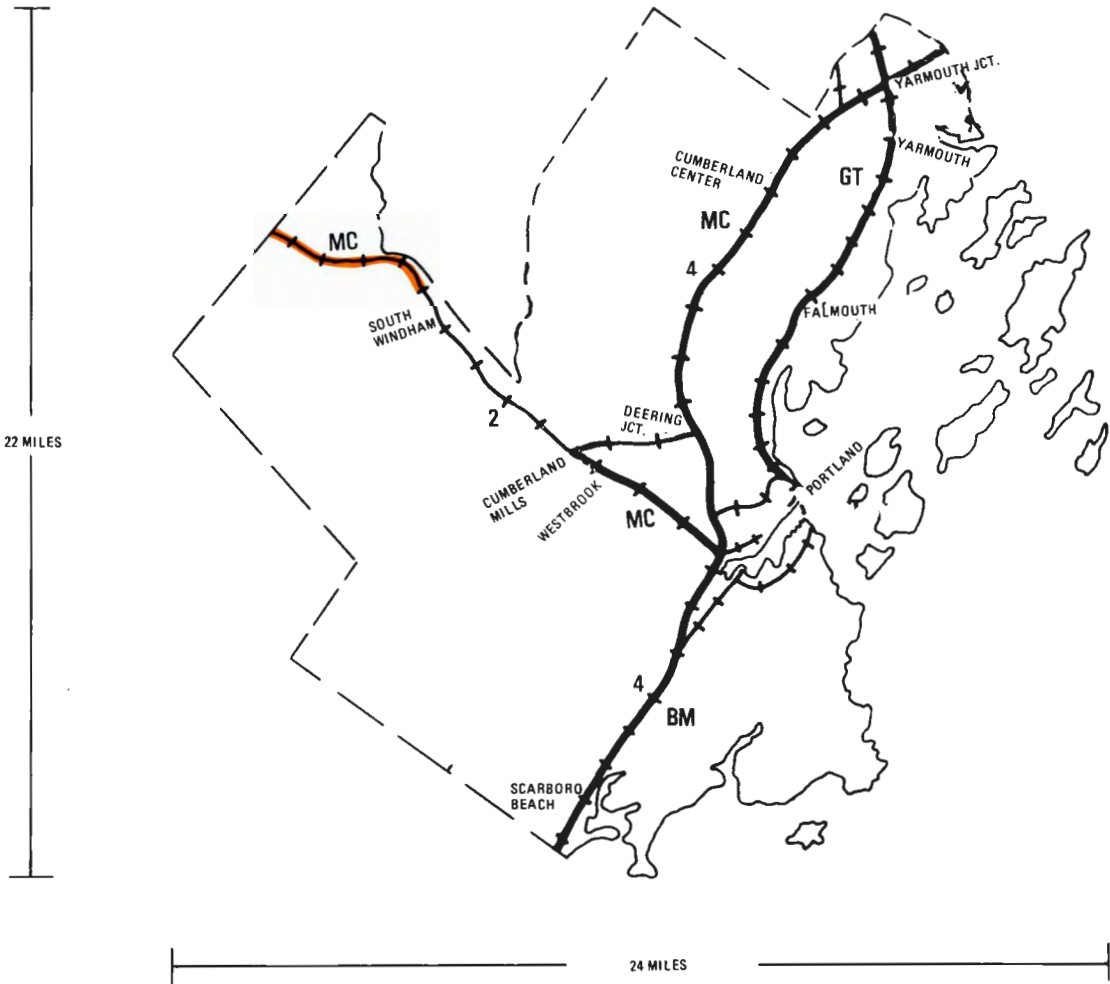 YARMOUTH JCT.
YARMOUTH
CUMBERLAND
CENTER
GT
MC
MC
4
FALMOUTH
SOUTH
WINDHAM
2
DEERING
JCT.
22 MILES
CUMBERLAND
MILLS
WESTBROOK
MC
PORTLAND
4
BM
SCARBORO
BEACH
24 MILES